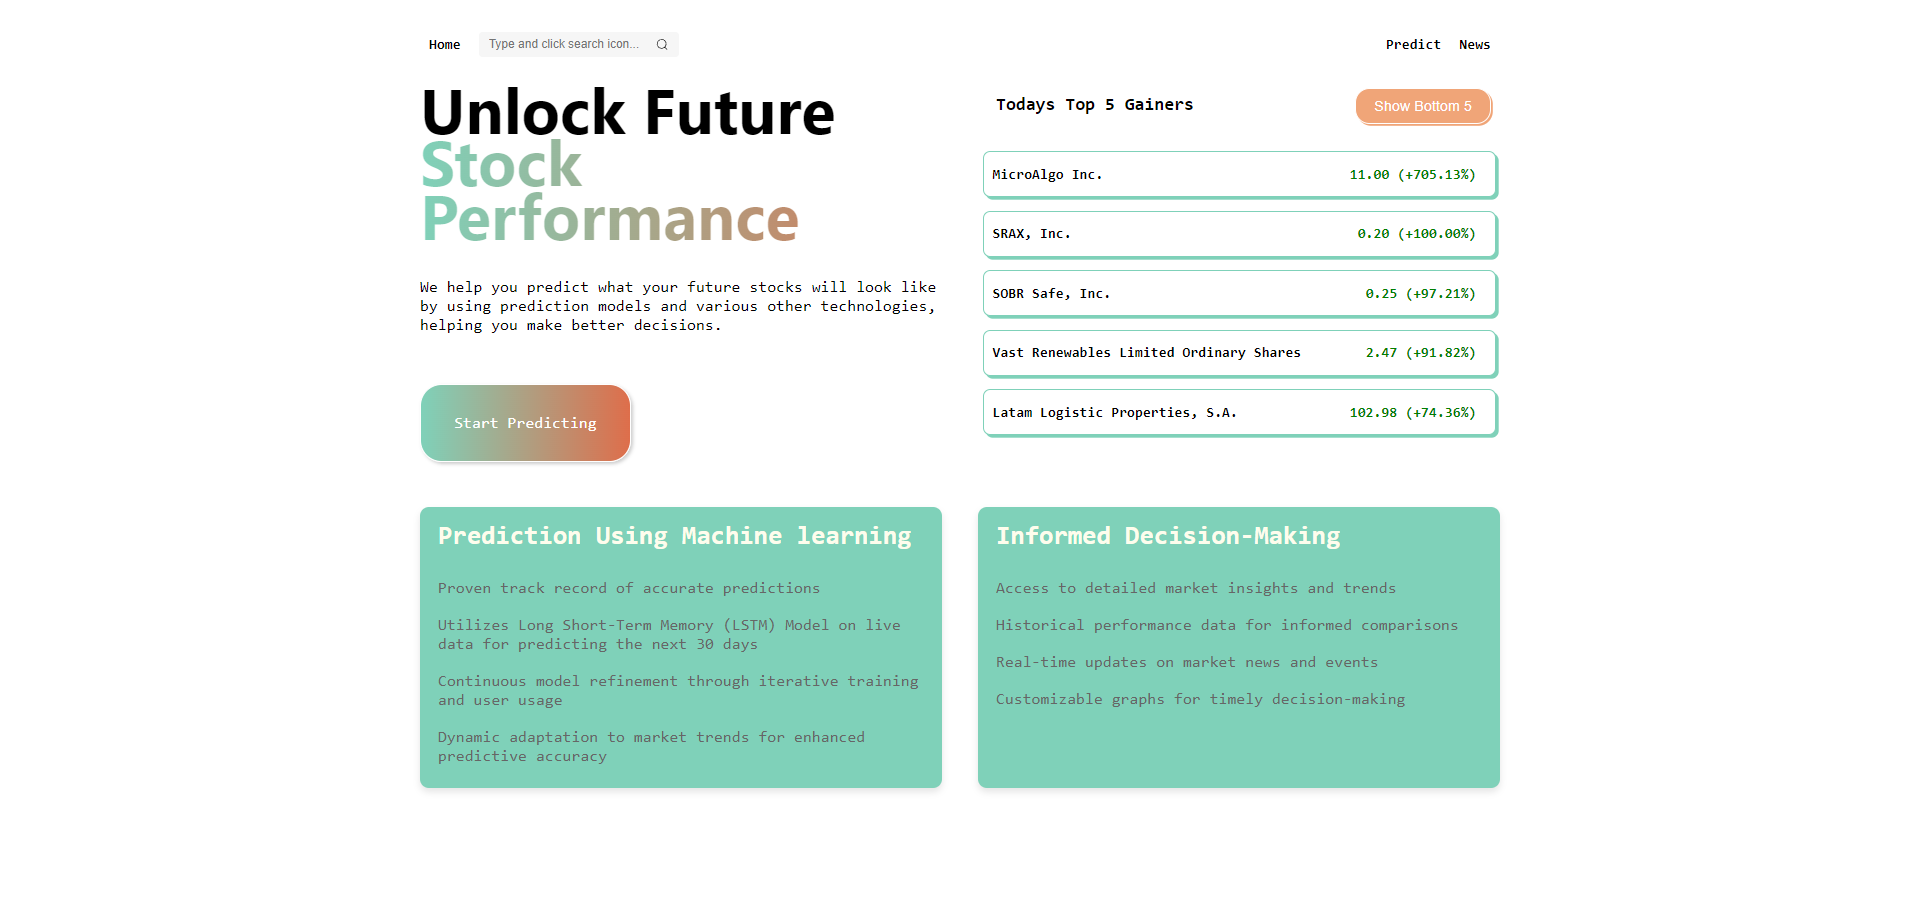 Home
Type and click search icon...
Predict
News
Unlock Future
Stock
Performance
We help you predict what your future stocks will look like
by using prediction models and various other technologies,
helping you make better decisions.
Start Predicting
Todays Top 5 Gainers
Show Bottom 5
MicroAlgo Inc. 11.00 (+705.13%)
SRAX, Inc. 0.20 (+100.00%)
SOBR Safe, Inc. 0.25 (+97.21%)
Vast Renewables Limited Ordinary Shares 2.47 (+91.82%)
Latam Logistic Properties, S.A. 102.98 (+74.36%)
Prediction Using Machine learning
Proven track record of accurate predictions
Utilizes Long Short-Term Memory (LSTM) Model on live
data for predicting the next 30 days
Continuous model refinement through iterative training
and user usage
Dynamic adaptation to market trends for enhanced
predictive accuracy
Informed Decision-Making
Access to detailed market insights and trends
Historical performance data for informed comparisons
Real-time updates on market news and events
Customizable graphs for timely decision-making